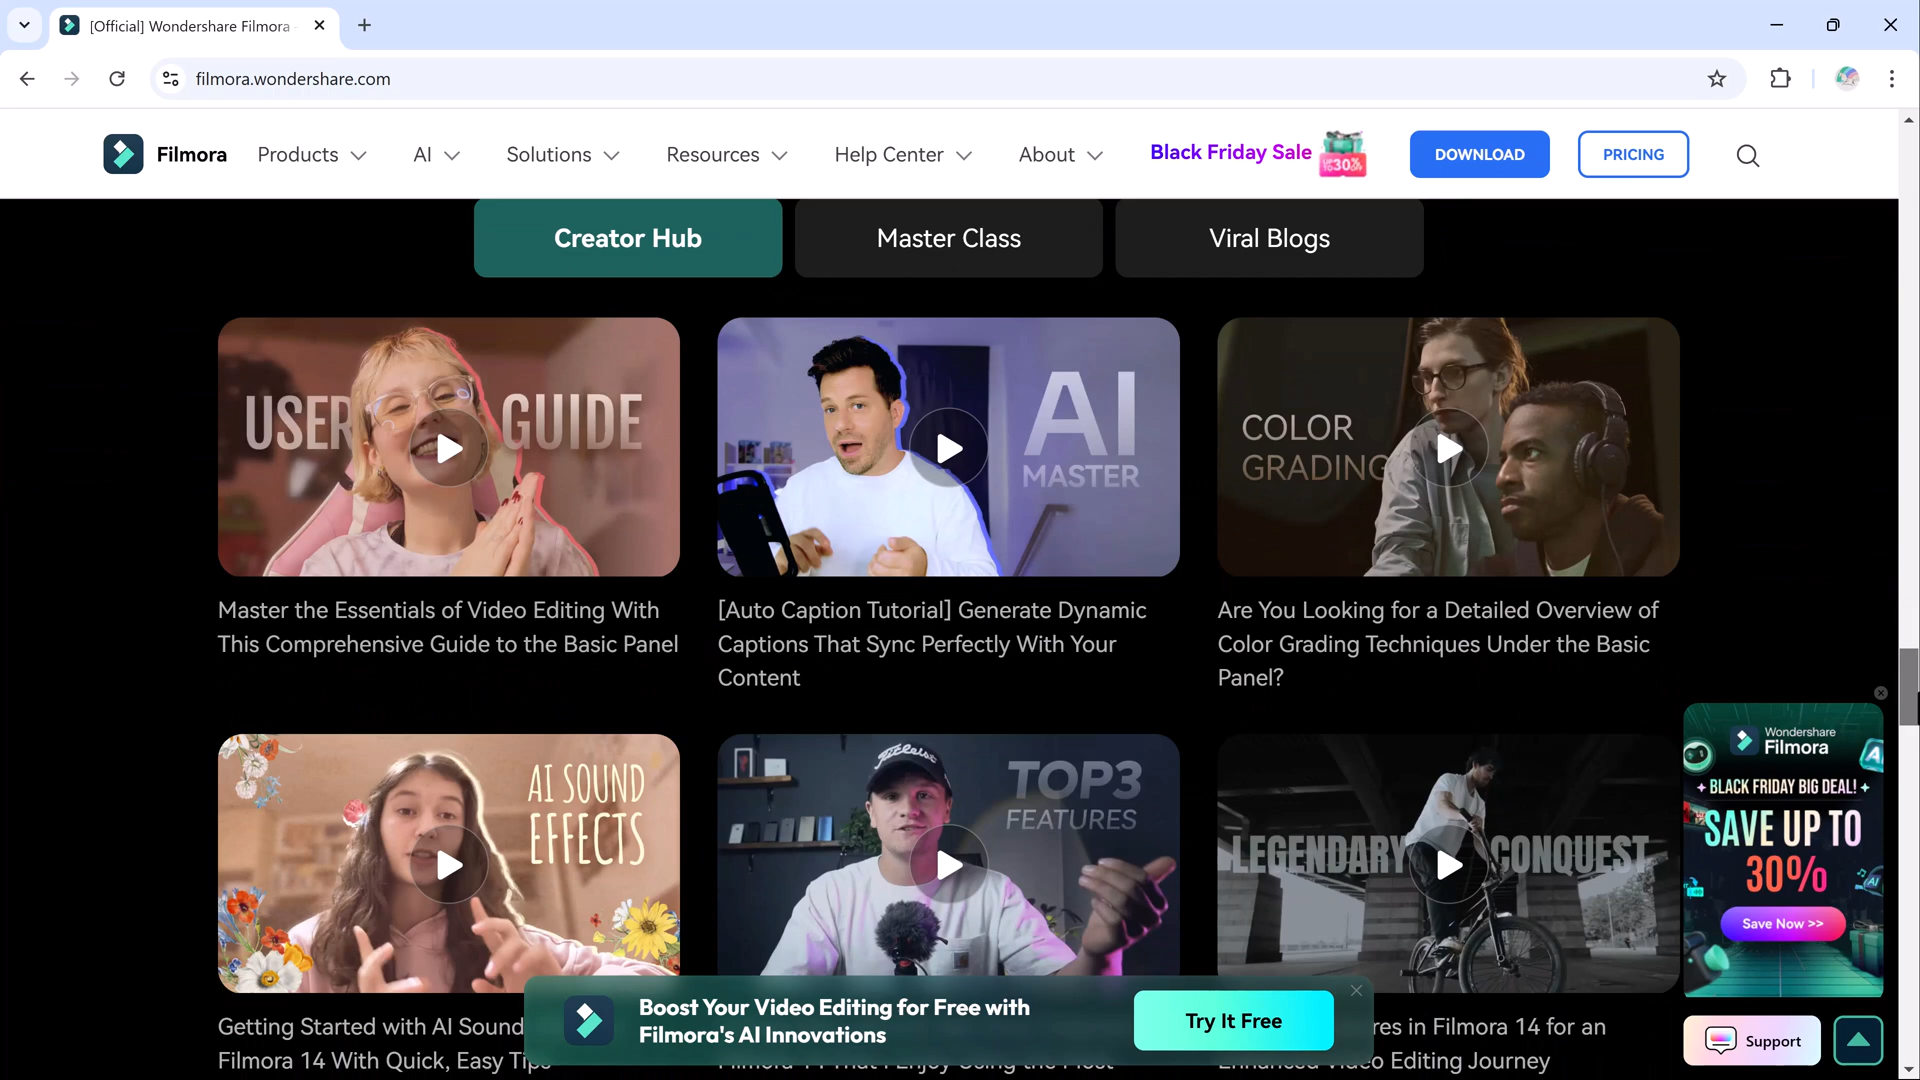 [Official] Wondershare Filmora
filmora.wondershare.com
Filmora
Products
AI
Solutions
Resources
Help Center
About
Black Friday Sale
UP TO 30%
DOWNLOAD
PRICING
Creator Hub
Master Class
Viral Blogs
USER GUIDE
AI
MASTER
COLOR
GRADING
Master the Essentials of Video Editing With
This Comprehensive Guide to the Basic Panel
[Auto Caption Tutorial] Generate Dynamic
Captions That Sync Perfectly With Your
Content
Are You Looking for a Detailed Overview of
Color Grading Techniques Under the Basic
Panel?
AI SOUND
EFFECTS
Titleist
TOP3
FEATURES
LEGENDARY CONQUEST
Wondershare
Filmora
BLACK FRIDAY BIG DEAL!
SAVE UP TO
30%
Save Now >>
Getting Started with AI Sound
Filmora 14 With Quick, Easy Tips
res in Filmora 14 for an
Video Editing Journey
Boost Your Video Editing for Free with
Filmora's AI Innovations
Try It Free
Support